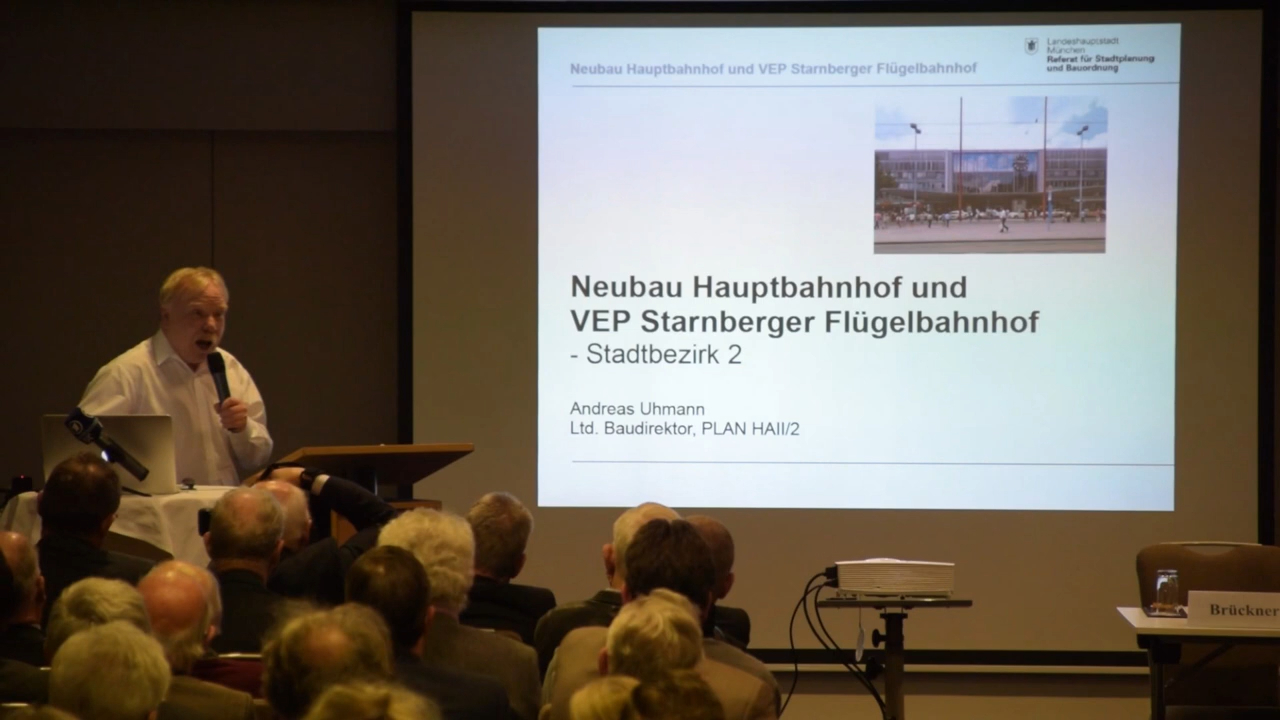 Neubau Hauptbahnhof und VEP Starnberger Flügelbahnhof
Landeshauptstadt
München
Referat für Stadtplanung
und Bauordnung
Neubau Hauptbahnhof und
VEP Starnberger Flügelbahnhof
- Stadtbezirk 2
Andreas Uhmann
Ltd. Baudirektor, PLAN HAII/2
Brückner